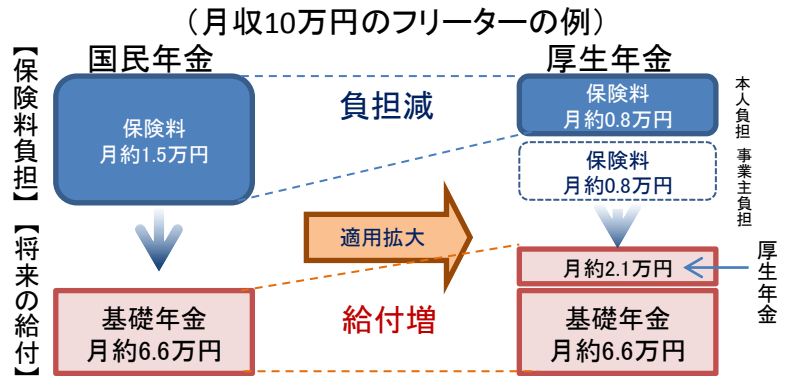 （月収10万円のフリーターの例）
国民年金
厚生年金
【保険料負担】
保険料
月約1.5万円
負担減
保険料
月約0.8万円
本人負担
保険料
月約0.8万円
事業主負担
適用拡大
【将来の給付】
基礎年金
月約6.6万円
給付増
月約2.1万円
厚生年金
基礎年金
月約6.6万円